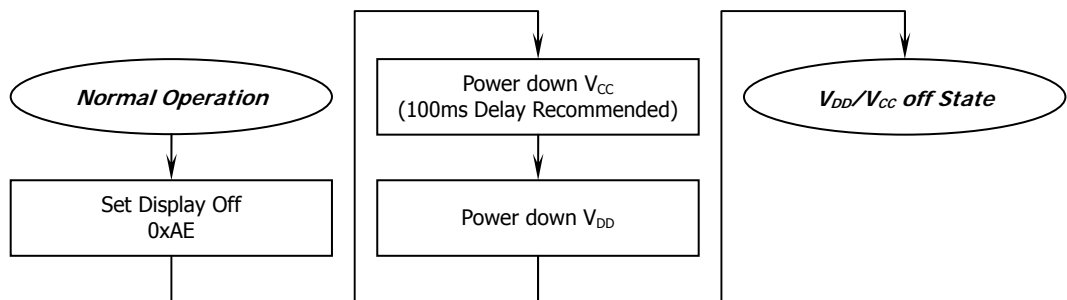 Normal Operation
Set Display Off
0xAE
Power down VCC
(100ms Delay Recommended)
Power down VDD
VDD/VCC off State